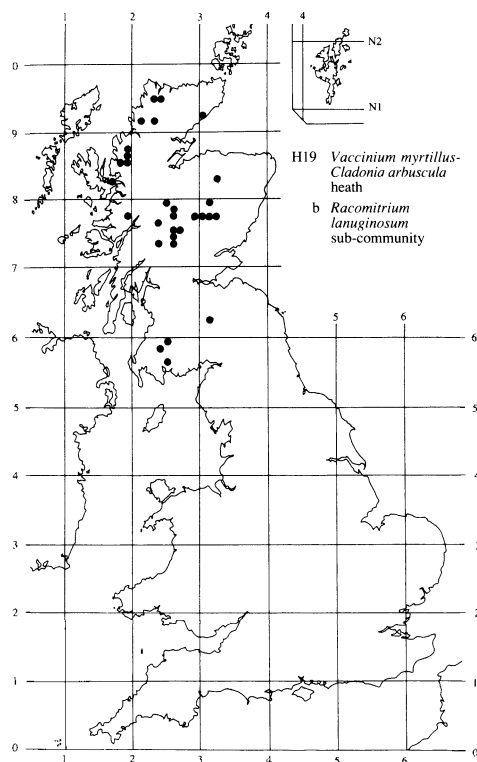 1 2 3 4
N2
N1
0
9
8
7
6
5
4
3
2
1
0
H19 Vaccinium myrtillus-
Cladonia arbuscula
heath
b Racomitrium
lanuginosum
sub-community
5 6
6
5
4
3
2
1
0
1 2 3 4 5 6